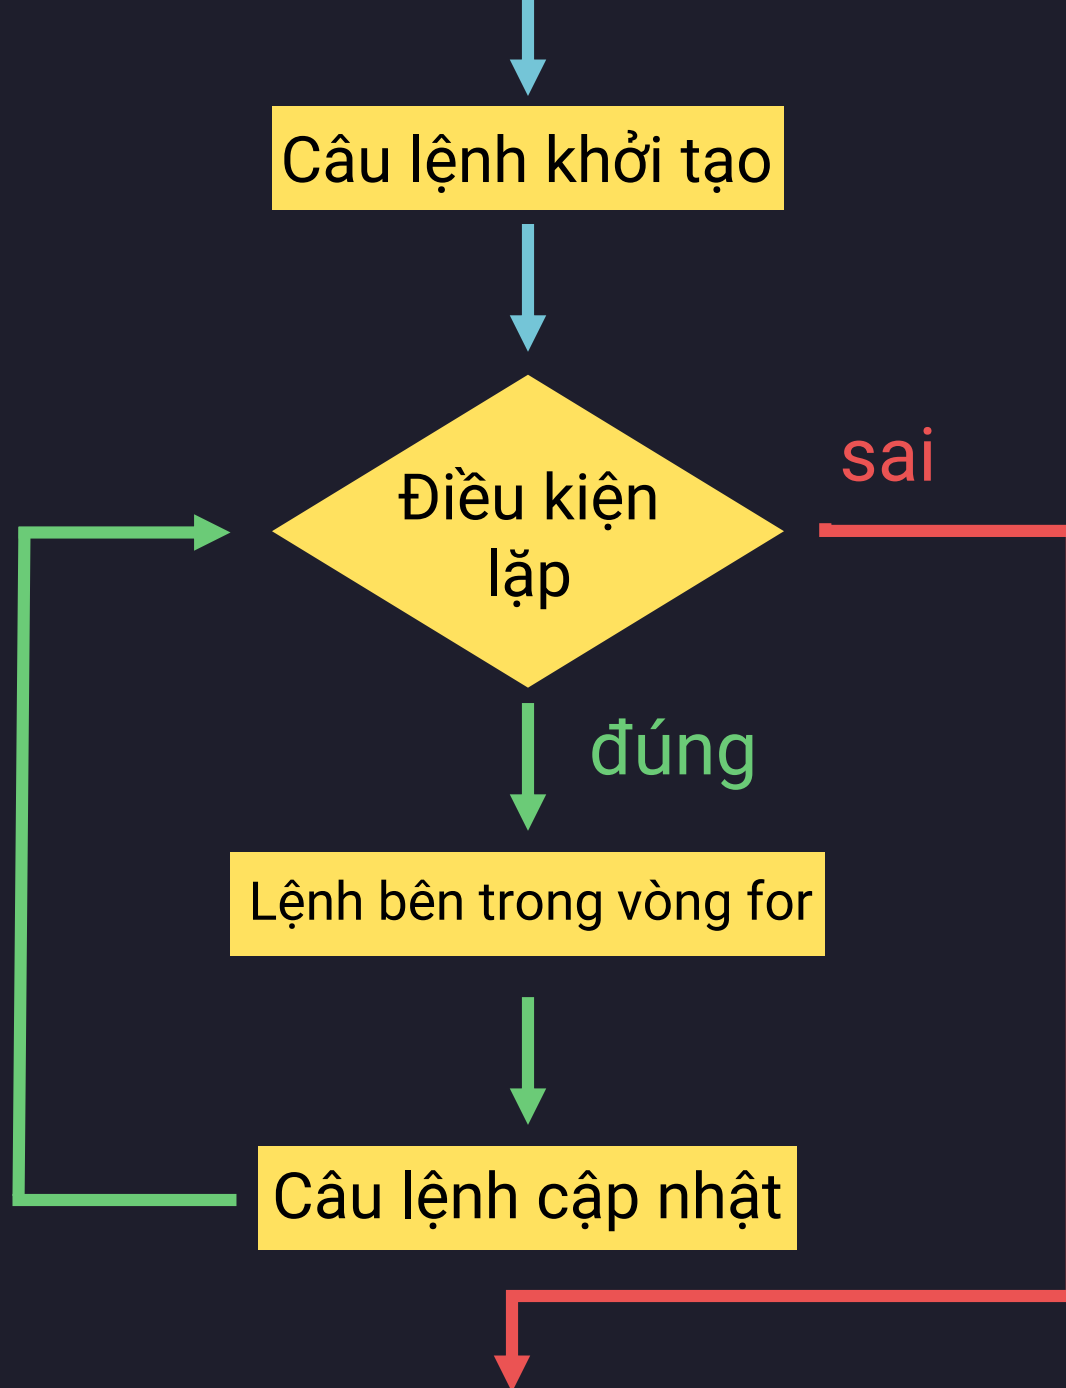 Câu lệnh khởi tạo
sai
Điều kiện
lặp
đúng
Lệnh bên trong vòng for
Câu lệnh cập nhật